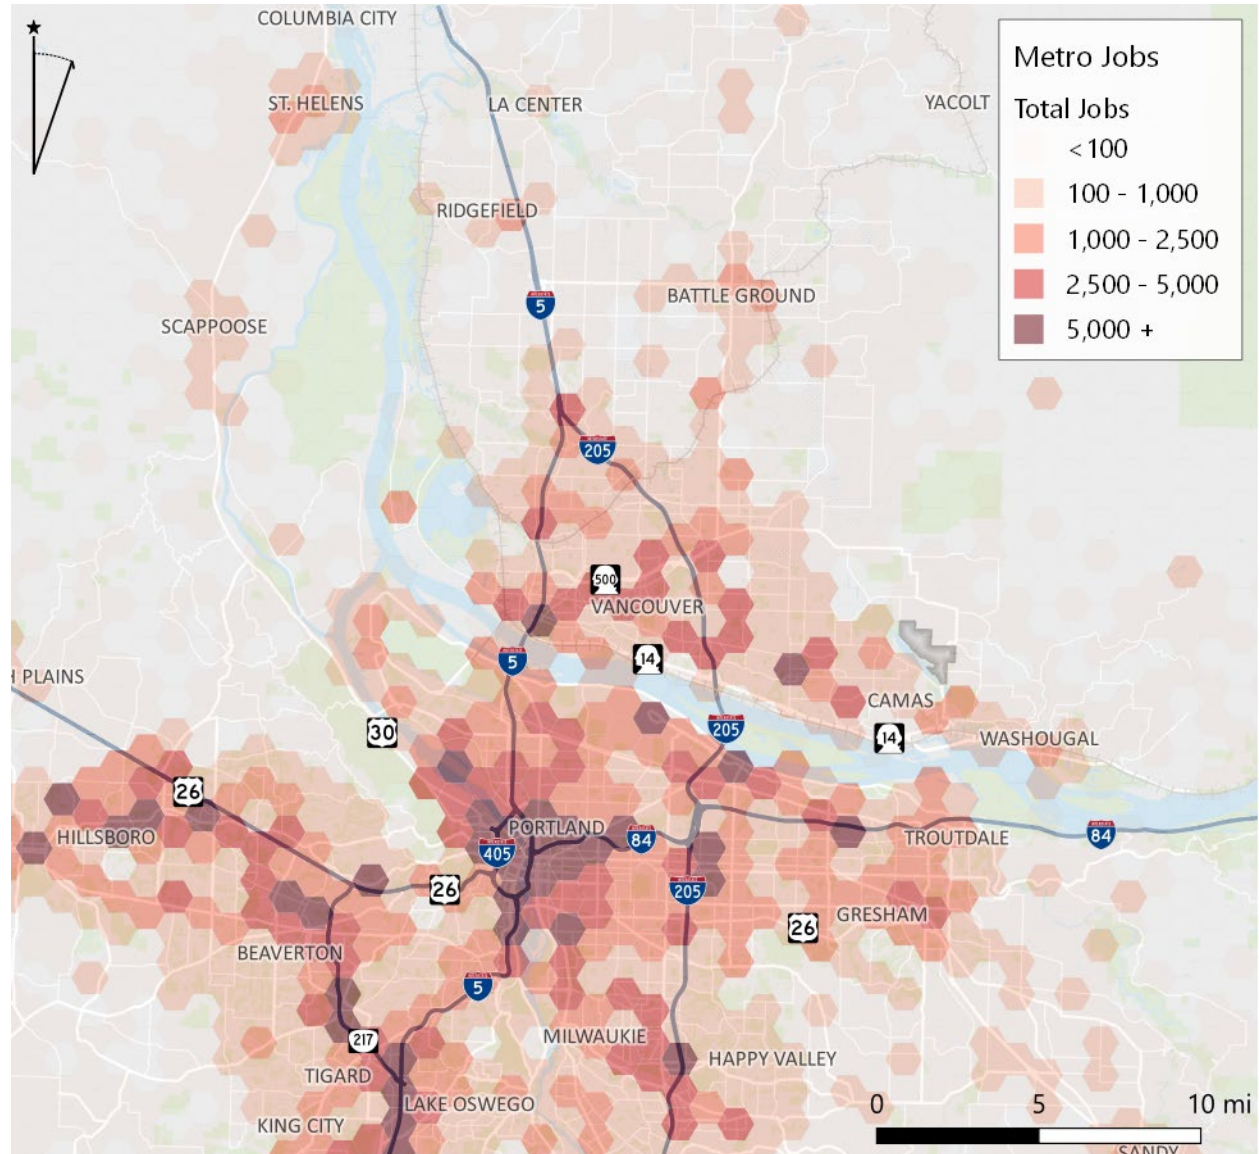 COLUMBIA CITY
ST. HELENS
LA CENTER
YACOLT
Metro Jobs
Total Jobs
<100
100 - 1,000
1,000 - 2,500
2,500 - 5,000
5,000 +
RIDGEFIELD
5
BATTLE GROUND
SCAPPOOSE
205
500
VANCOUVER
14
5
H PLAINS
CAMAS
205
30
14
WASHOUGAL
26
HILLSBORO
PORTLAND
84
405
TROUTDALE
84
26
205
GRESHAM
26
BEAVERTON
5
217
MILWAUKIE
HAPPY VALLEY
TIGARD
LAKE OSWEGO
KING CITY
0 5 10 mi
SANDY